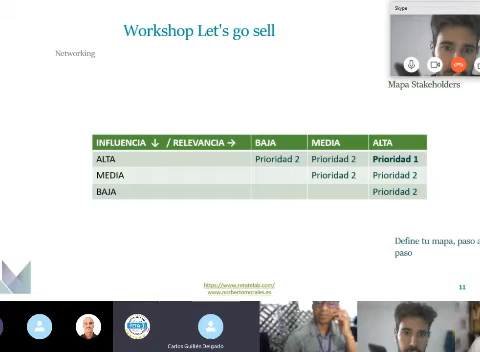 Skype
Workshop Let's go sell
Networking
Mapa Stakeholders
INFLUENCIA ↓ / RELEVANCIA → BAJA MEDIA ALTA
ALTA Prioridad 2 Prioridad 2 Prioridad 1
MEDIA Prioridad 2 Prioridad 2
BAJA Prioridad 2
Define tu mapa, paso a
paso
https://www.retatelab.com/
www.norbertomorales.es
11
Carlos Guillén Delgado